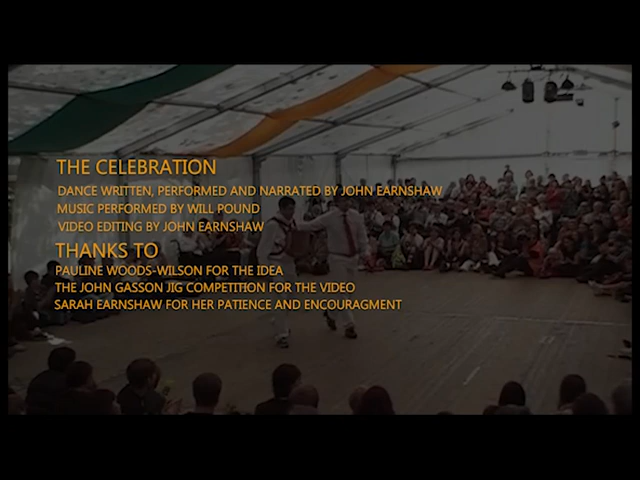 THE CELEBRATION
DANCE WRITTEN, PERFORMED AND NARRATED BY JOHN EARNSHAW
MUSIC PERFORMED BY WILL POUND
VIDEO EDITING BY JOHN EARNSHAW
THANKS TO
PAULINE WOODS-WILSON FOR THE IDEA
THE JOHN GASSON JIG COMPETITION FOR THE VIDEO
SARAH EARNSHAW FOR HER PATIENCE AND ENCOURAGMENT